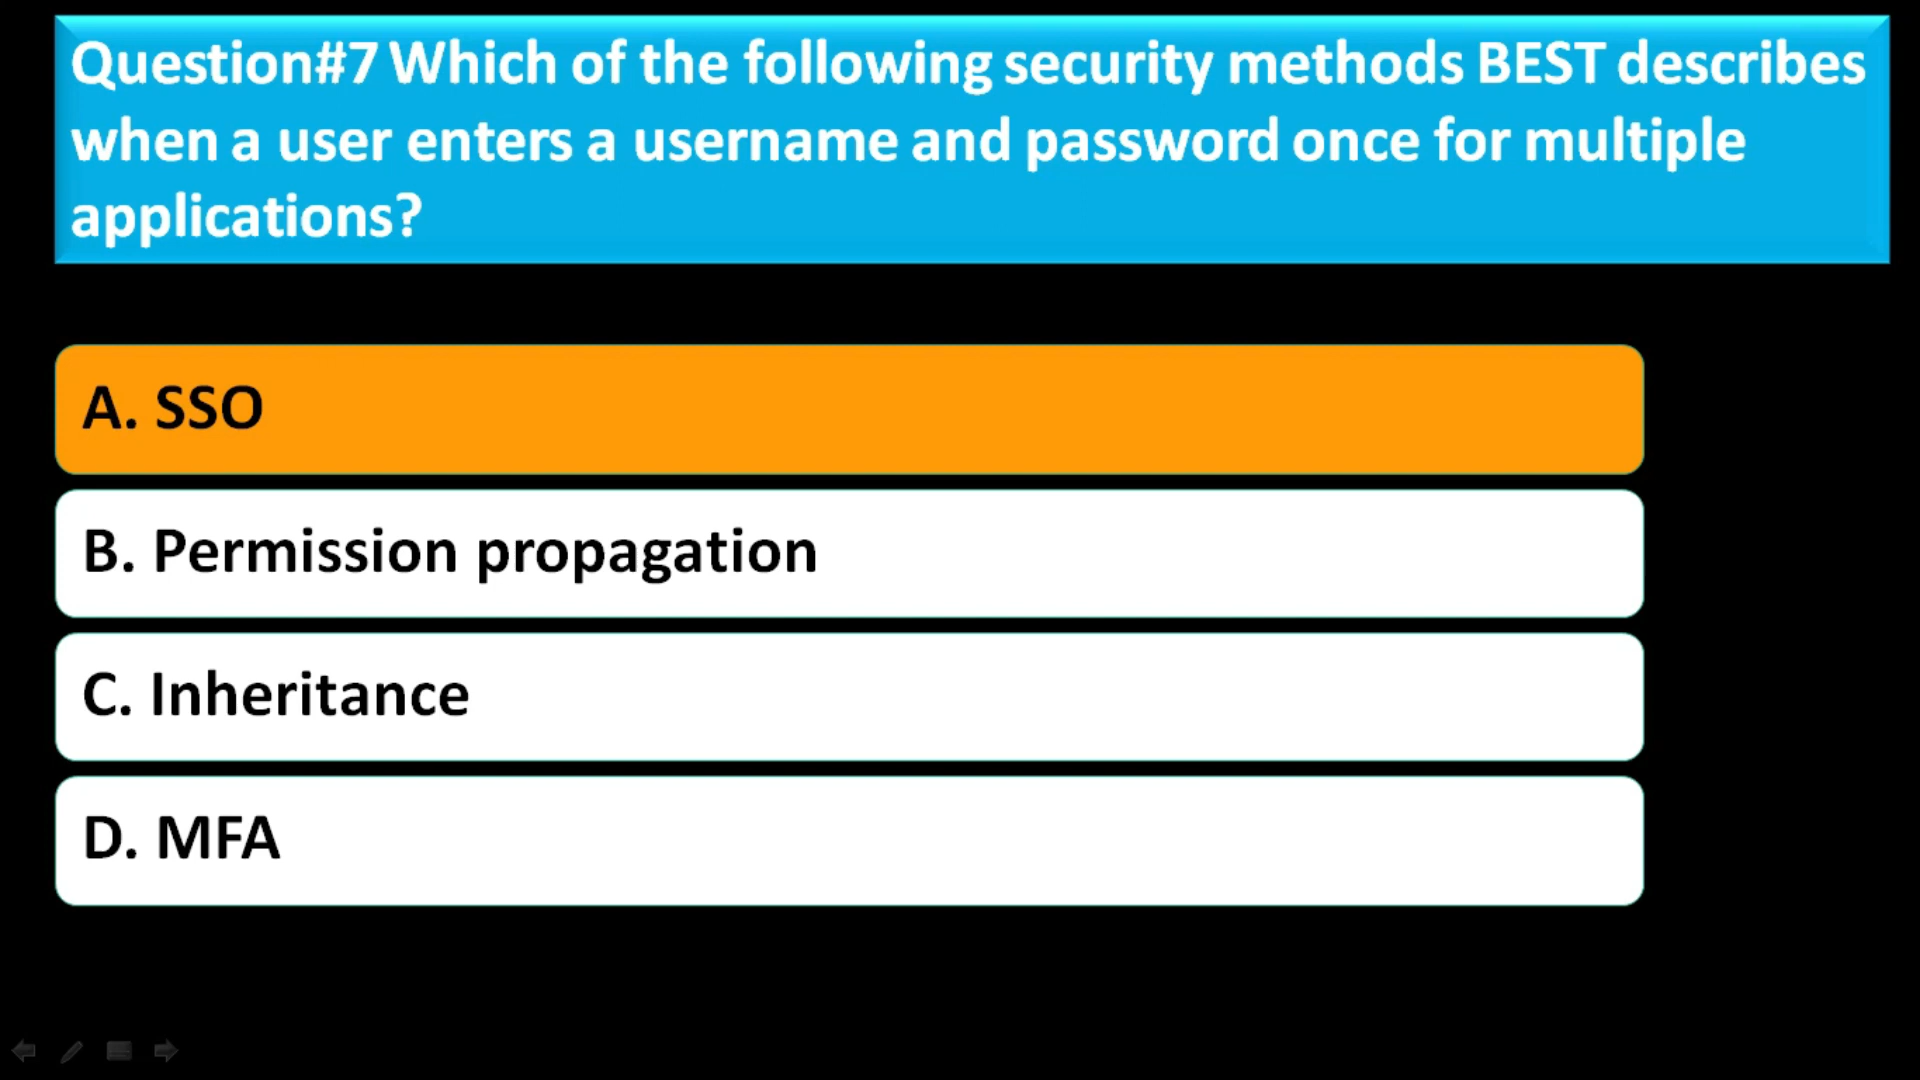 Question#7 Which of the following security methods BEST describes
when a user enters a username and password once for multiple
applications?
A. SSO
B. Permission propagation
C. Inheritance
D. MFA